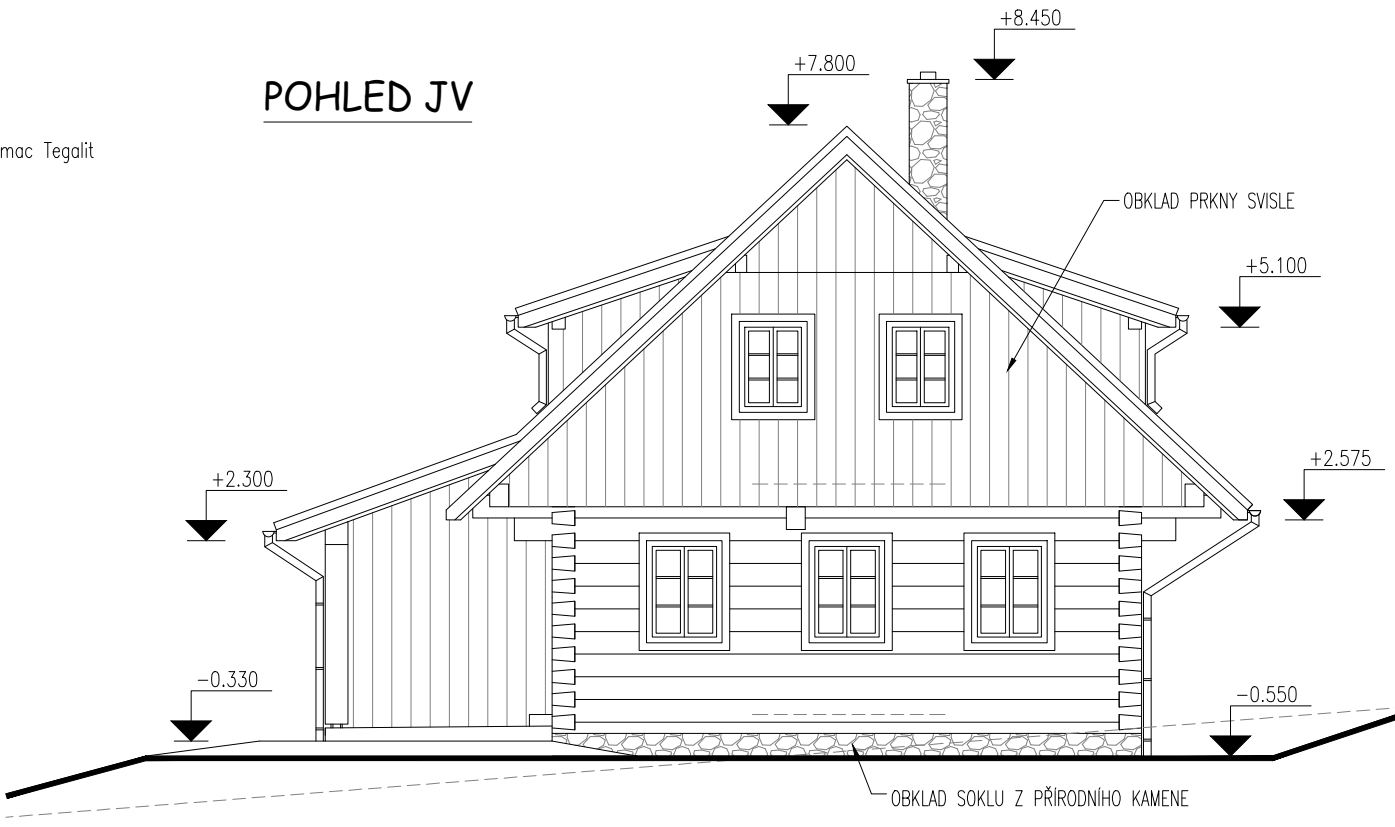 +8.450
+7.800
POHLED JV
mac Tegalit
OBKLAD PRKNY SVISLE
+5.100
+2.300
+2.575
-0.330
-0.550
OBKLAD SOKLU Z PŘÍRODNÍHO KAMENE